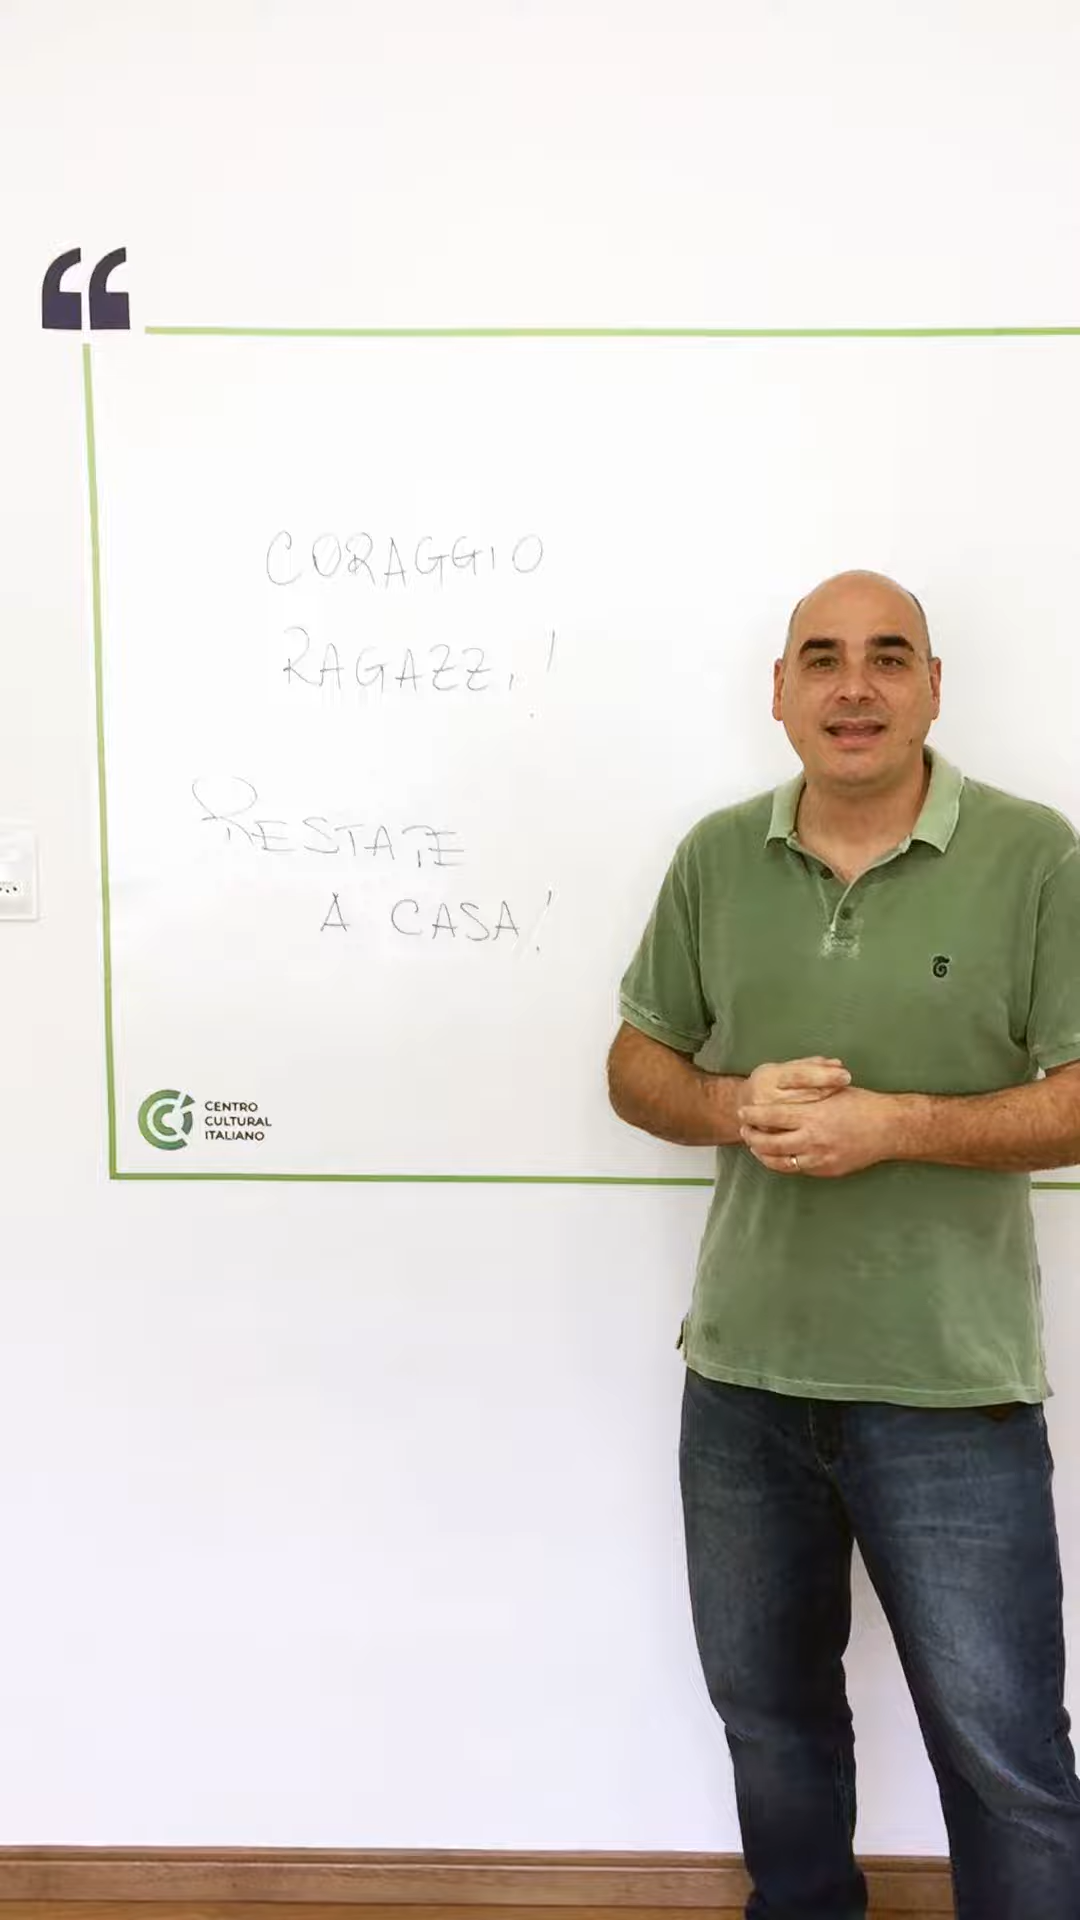 “
CORAGGIO
RAGAZZI!
RESTATE
A CASA!
CENTRO
CULTURAL
ITALIANO